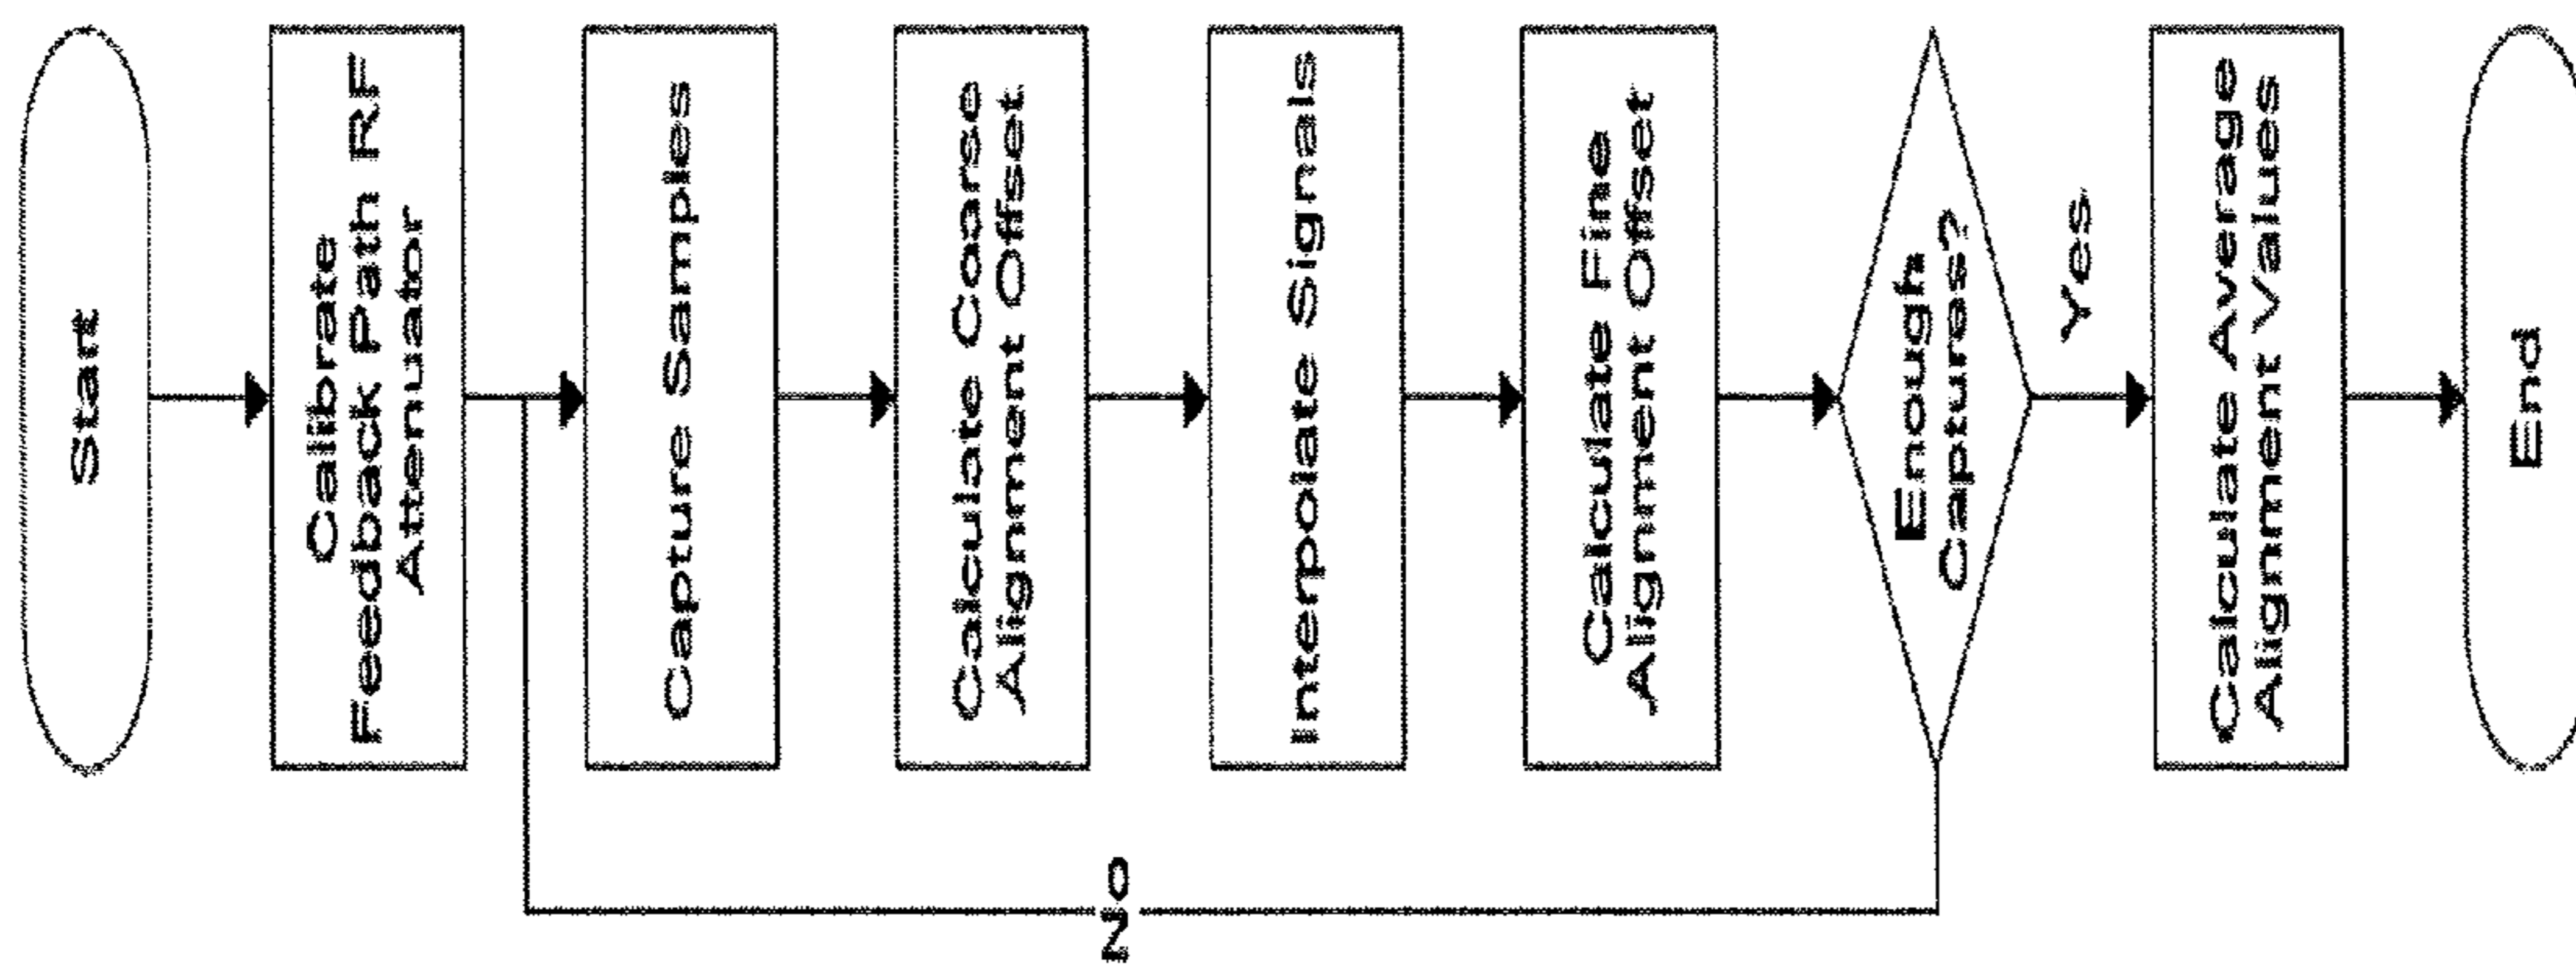 Start
Calibrate
Feedback Path RF
Attenuator
Capture Samples
Calculate Coarse
Alignment Offset
Interpolate Signals
Calculate Fine
Alignment Offset
Enough
Captures?
Yes
No
Calculate Average
Alignment Values
End